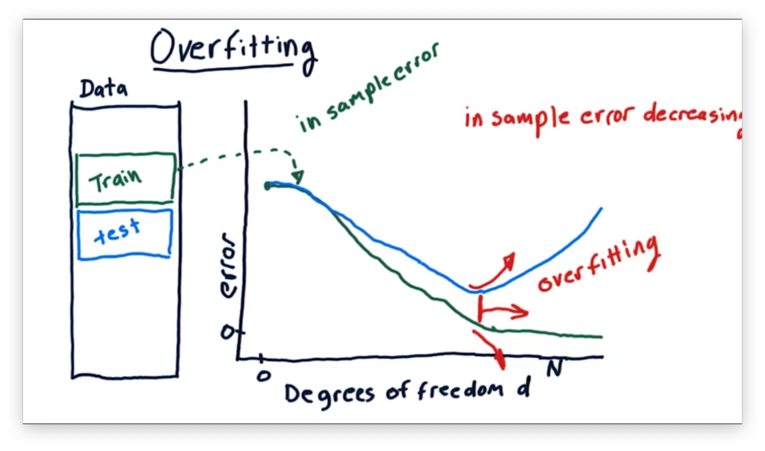 Overfitting
Data
in sample error
in sample error decreasing
Train
test
error
overfitting
0
0
N
Degrees of freedom d